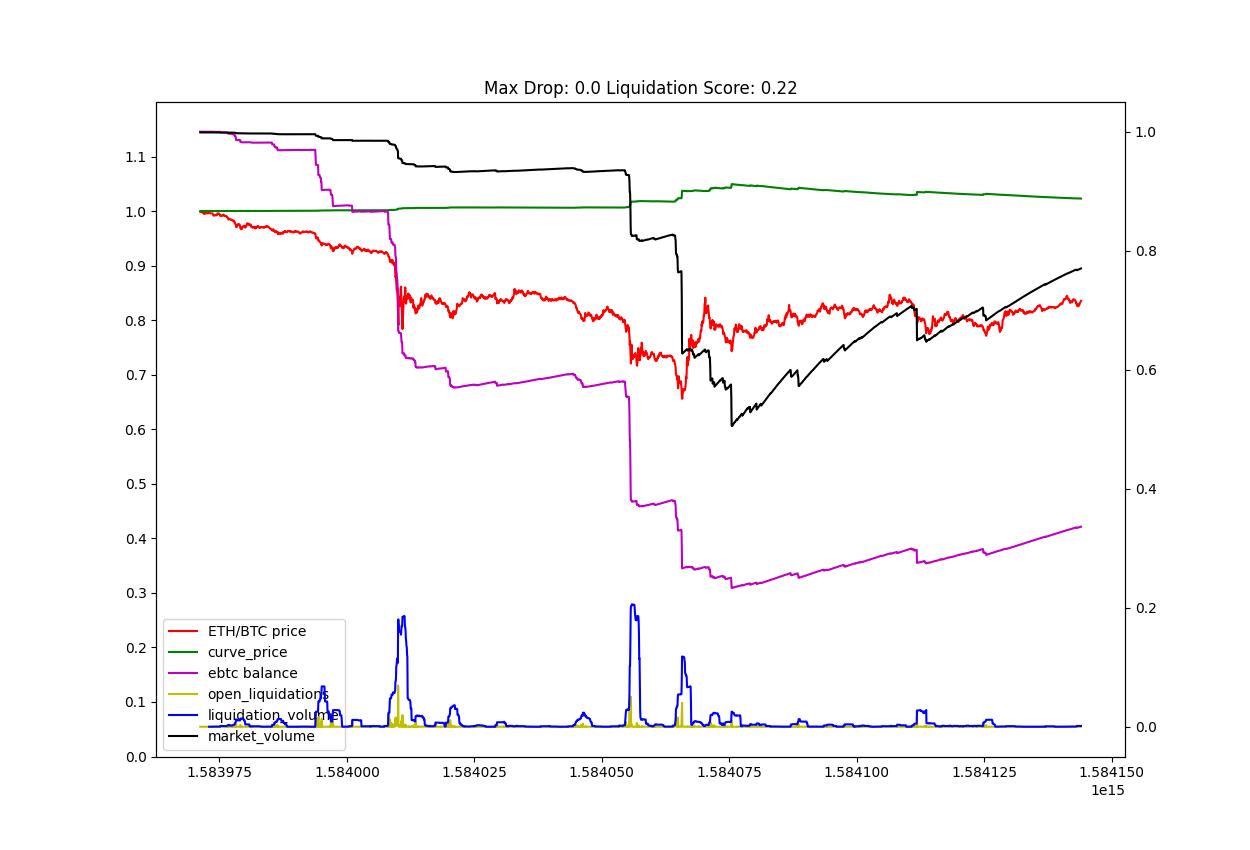 Max Drop: 0.0 Liquidation Score: 0.22
1.1
1.0
0.9
0.8
0.7
0.6
0.5
0.4
0.3
0.2
0.1
0.0
1.0
0.8
0.6
0.4
0.2
0.0
ETH/BTC price
curve_price
ebtc balance
open_liquidations
liquidation_volume
market_volume
1.583975 1.584000 1.584025 1.584050 1.584075 1.584100 1.584125 1.584150
1e15